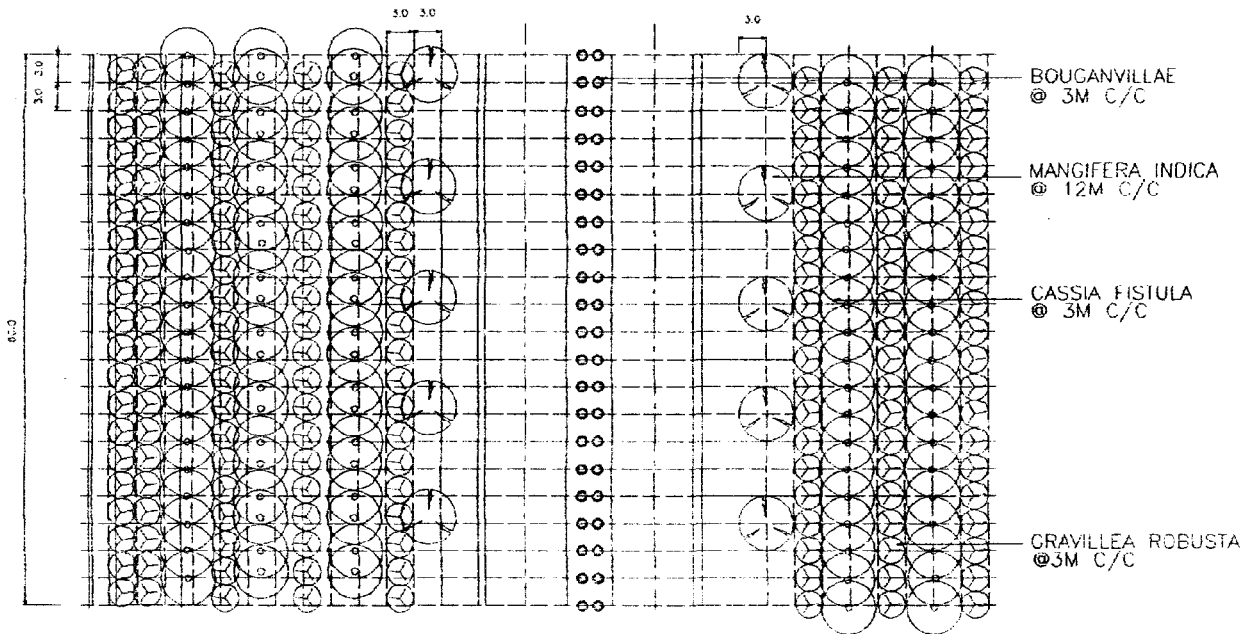 3.0 3.0
3.0
3.0
3.0
60.0
BOUGANVILLAE
@ 3M C/C
MANGIFERA INDICA
@ 12M C/C
CASSIA FISTULA
@ 3M C/C
GRAVILLEA ROBUSTA
@3M C/C